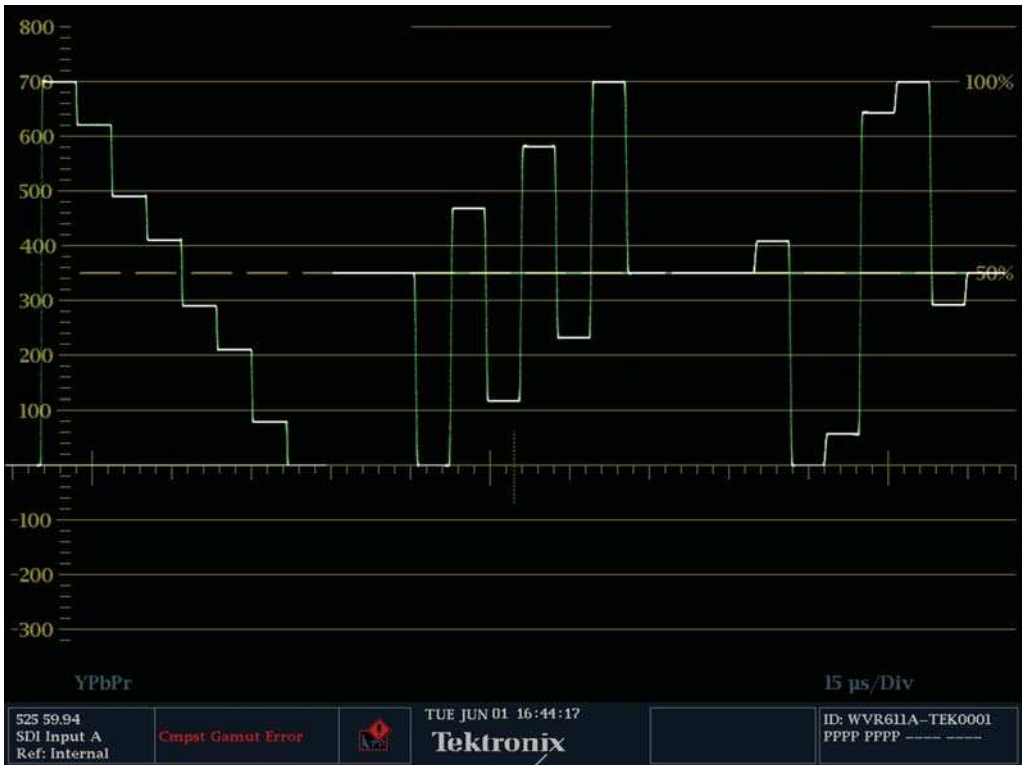 800
700
100%
600
500
400
50%
300
200
100
-100
-200
-300
YPbPr
15 µs/Div
525 59.94
SDI Input A
Ref: Internal
Cmpst Gamut Error
TUE JUN 01 16:44:17
Tektronix
ID: WVR611A-TEK0001
PPPP PPPP ---- ----